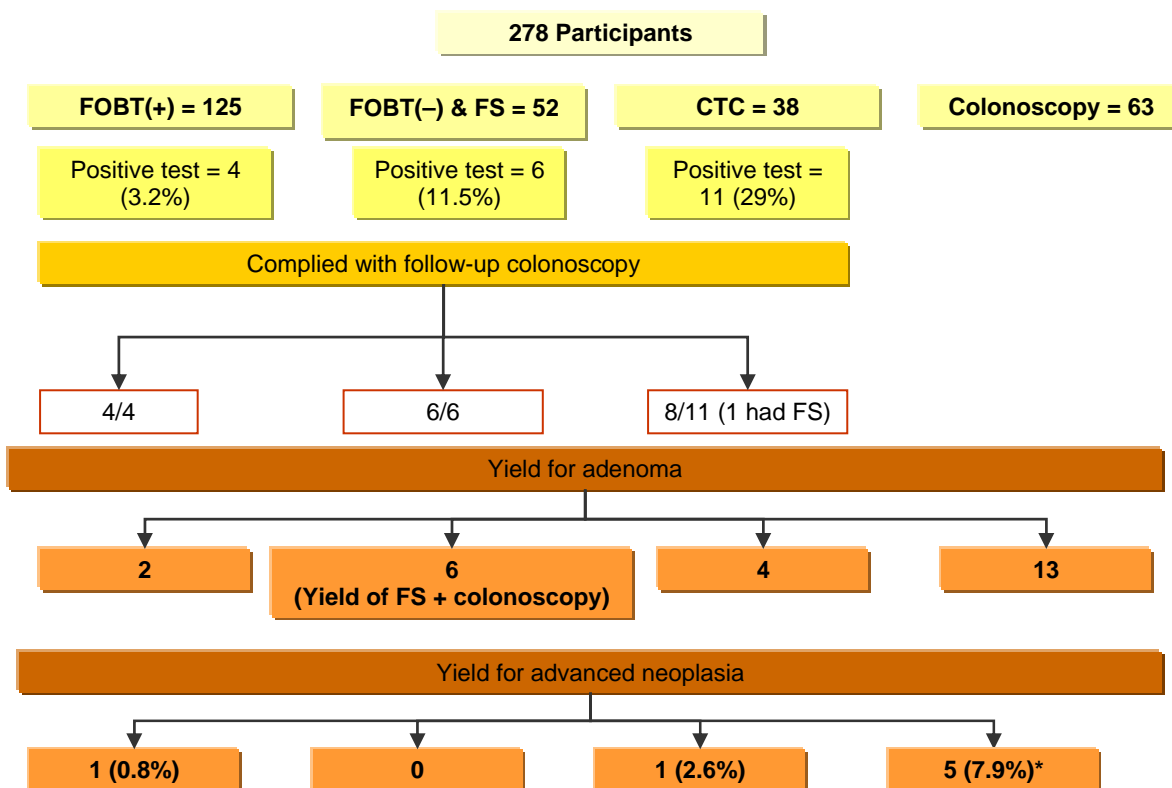 278 Participants
FOBT(+) = 125
FOBT(–) & FS = 52
CTC = 38
Colonoscopy = 63
Positive test = 4
(3.2%)
Positive test = 6
(11.5%)
Positive test =
11 (29%)
Complied with follow-up colonoscopy
4/4
6/6
8/11 (1 had FS)
Yield for adenoma
2
6
(Yield of FS + colonoscopy)
4
13
Yield for advanced neoplasia
1 (0.8%)
0
1 (2.6%)
5 (7.9%)*